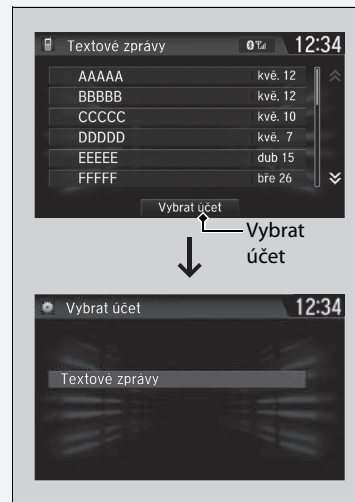 Textové zprávy 12:34
AAAAA kvě. 12
BBBBB kvě. 12
CCCCC kvě. 10
DDDDD kvě. 7
EEEEE dub 15
FFFFF bře 26
Vybrat účet
Vybrat
účet
Vybrat účet 12:34
Textové zprávy